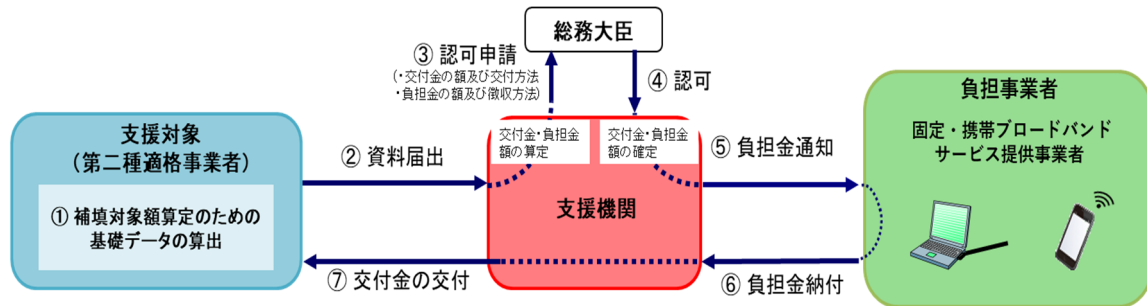 総務大臣
③ 認可申請
(・交付金の額及び交付方法
・負担金の額及び徴収方法)
④ 認可
支援対象
(第二種適格事業者)
① 補填対象額算定のための
基礎データの算出
② 資料届出
交付金・負担金
額の算定
交付金・負担金
額の確定
支援機関
⑤ 負担金通知
負担事業者
固定・携帯ブロードバンド
サービス提供事業者
⑦ 交付金の交付
⑥ 負担金納付